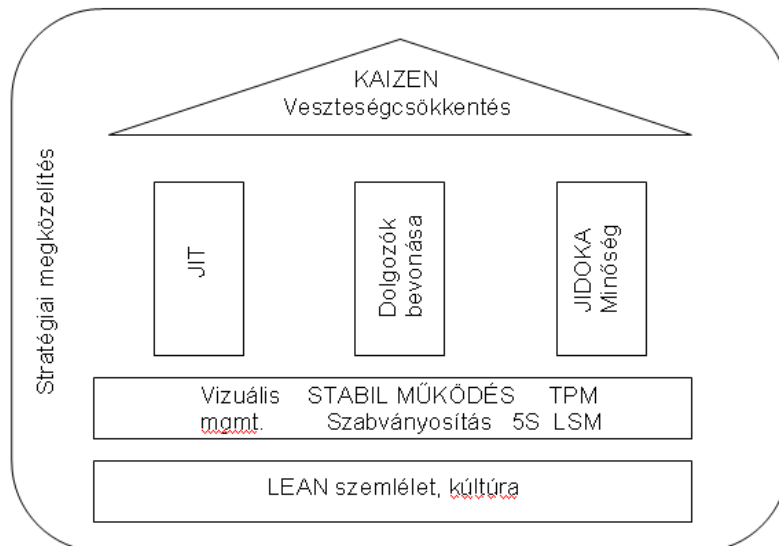 KAIZEN
Veszteségcsökkentés
Stratégiai megközelítés
JIT
Dolgozók
bevonása
JIDOKA
Minőség
Vizuális STABIL MŰKÖDÉS TPM
mgmt. Szabványosítás 5S LSM
LEAN szemlélet, kúltúra